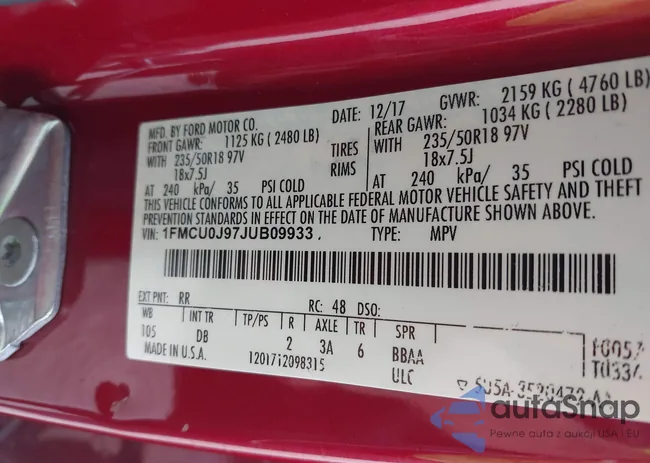 MFD. BY FORD MOTOR CO.
DATE: 12/17 GVWR: 2159 KG ( 4760 LB)
FRONT GAWR: 1125 KG ( 2480 LB) REAR GAWR: 1034 KG ( 2280 LB)
WITH 235/50R18 97V TIRES WITH 235/50R18 97V
18x7.5J RIMS 18x7.5J
AT 240 kPa/ 35 PSI COLD AT 240 kPa/ 35 PSI COLD
THIS VEHICLE CONFORMS TO ALL APPLICABLE FEDERAL MOTOR VEHICLE SAFETY AND THEFT
PREVENTION STANDARDS IN EFFECT ON THE DATE OF MANUFACTURE SHOWN ABOVE.
VIN: 1FMCU0J97JUB09933 TYPE: MPV
EXT PNT: RR RC: 48 DSO:
WB INT TR TP/PS R AXLE TR SPR
105 DB 2 3A 6 BBAA
MADE IN U.S.A. 1201712098315 ULC
autoSnap
Pewne auta z aukcji USA i EU